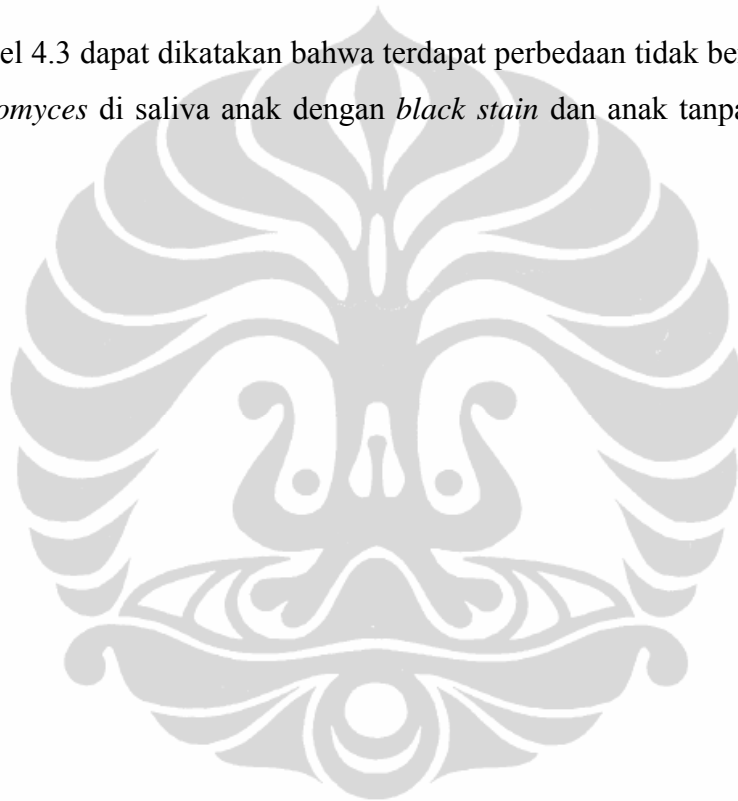 el 4.3 dapat dikatakan bahwa terdapat perbedaan tidak be
omyces di saliva anak dengan black stain dan anak tanpa